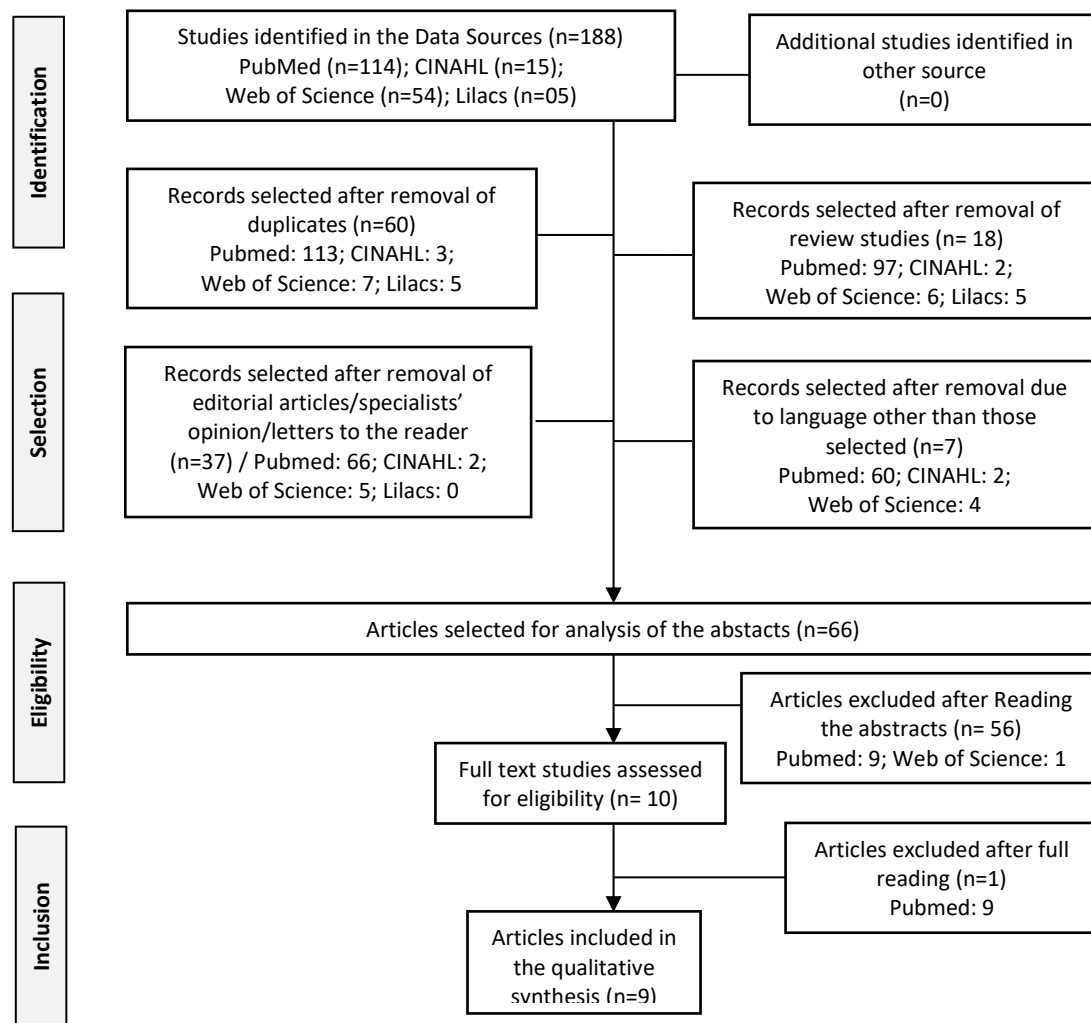 Identification
Studies identified in the Data Sources (n=188)
PubMed (n=114); CINAHL (n=15);
Web of Science (n=54); Lilacs (n=05)
Additional studies identified in
other source
(n=0)
Records selected after removal of
duplicates (n=60)
Pubmed: 113; CINAHL: 3;
Web of Science: 7; Lilacs: 5
Records selected after removal of
review studies (n= 18)
Pubmed: 97; CINAHL: 2;
Web of Science: 6; Lilacs: 5
Selection
Records selected after removal of
editorial articles/specialists’
opinion/letters to the reader
(n=37) / Pubmed: 66; CINAHL: 2;
Web of Science: 5; Lilacs: 0
Records selected after removal due
to language other than those
selected (n=7)
Pubmed: 60; CINAHL: 2;
Web of Science: 4
Eligibility
Articles selected for analysis of the abstacts (n=66)
Articles excluded after Reading
the abstracts (n= 56)
Pubmed: 9; Web of Science: 1
Full text studies assessed
for eligibility (n= 10)
Inclusion
Articles excluded after full
reading (n=1)
Pubmed: 9
Articles included in
the qualitative
synthesis (n=9)